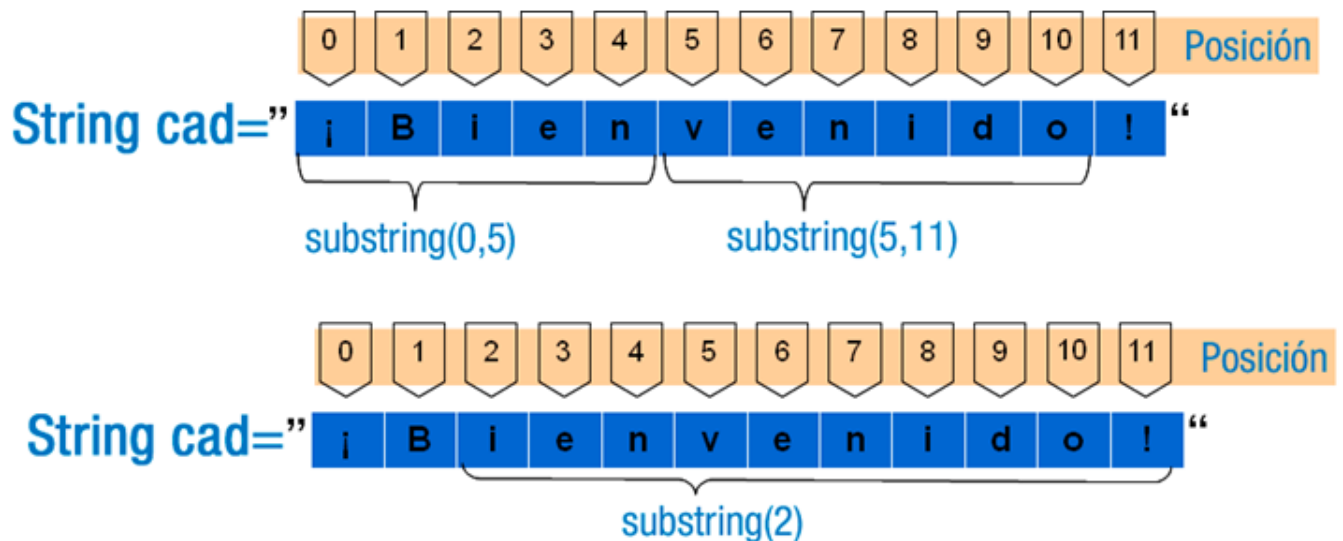 0 1 2 3 4 5 6 7 8 9 10 11 Posición
String cad=” ¡ B i e n v e n i d o ! “
substring(0,5) substring(5,11)
0 1 2 3 4 5 6 7 8 9 10 11 Posición
String cad=” ¡ B i e n v e n i d o ! “
substring(2)